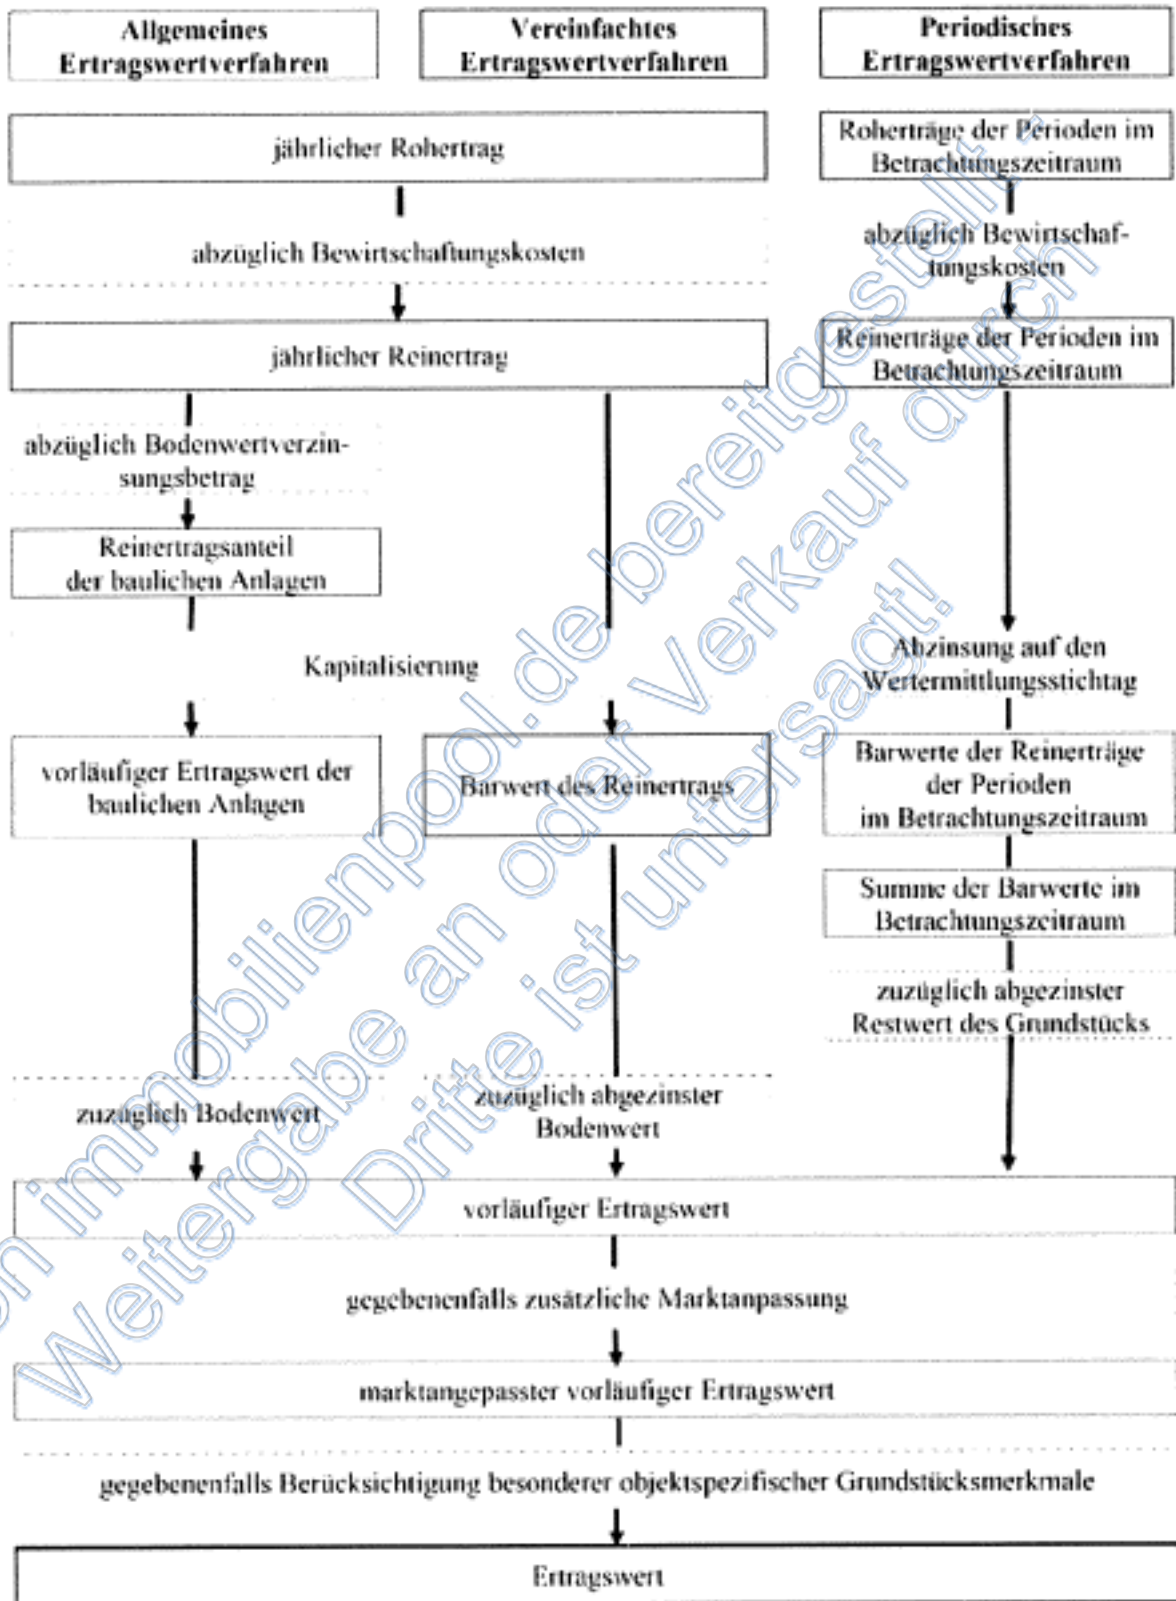 Allgemeines
Ertragswertverfahren
Vereinfachtes
Ertragswertverfahren
Periodisches
Ertragswertverfahren
jährlicher Rohertrag
Roherträge der Perioden im
Betrachtungszeitraum
abzüglich Bewirtschaftungskosten
abzüglich Bewirtschaf-
tungskosten
jährlicher Reinertrag
Reinerträge der Perioden im
Betrachtungszeitraum
abzüglich Bodenwertverzin-
sungsbetrag
Reinertragsanteil
der baulichen Anlagen
Kapitalisierung
Abzinsung auf den
Wertermittlungsstichtag
vorläufiger Ertragswert der
baulichen Anlagen
Barwert des Reinertrags
Barwerte der Reinerträge
der Perioden
im Betrachtungszeitraum
Summe der Barwerte im
Betrachtungszeitraum
zuzüglich abgezinster
Restwert des Grundstücks
zuzüglich Bodenwert
zuzüglich abgezinster
Bodenwert
vorläufiger Ertragswert
gegebenenfalls zusätzliche Marktanpassung
marktangepasster vorläufiger Ertragswert
gegebenenfalls Berücksichtigung besonderer objektspezifischer Grundstücksmerkmale
Ertragswert
immobilienpool.de bereitgestellt -
Weitergabe an oder Verkauf durch
Dritte ist untersagt!